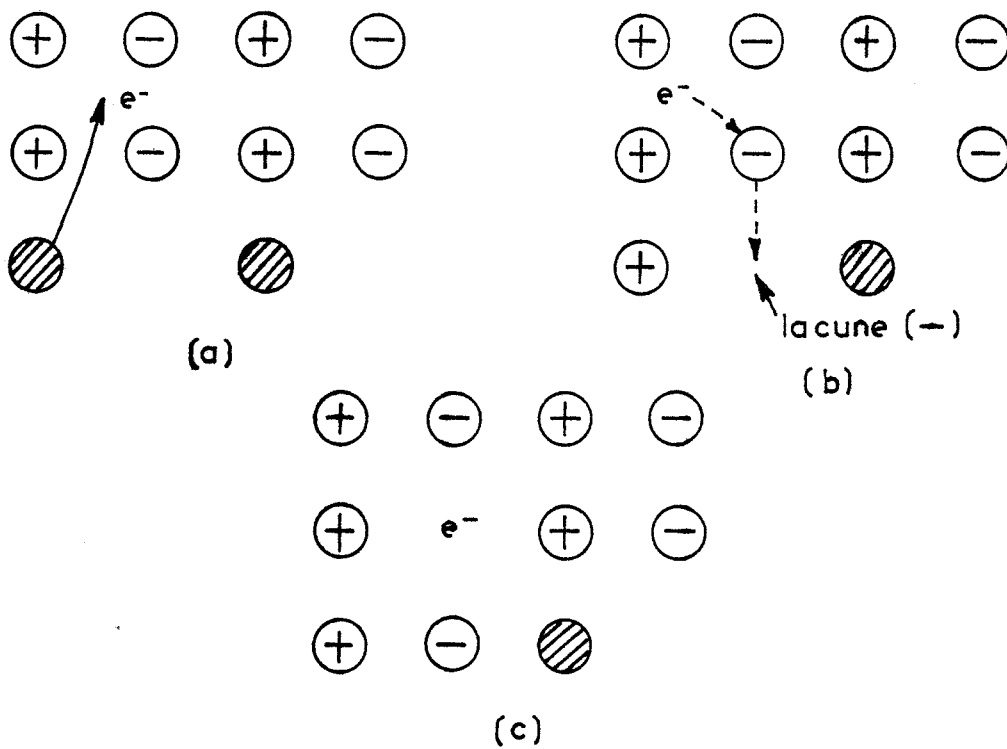 + − + − + − + −
e⁻ e⁻
+ − + − + − + −
+
lacune (−)
(a)
(b)
+ − + −
+ e⁻ + −
+ −
(c)